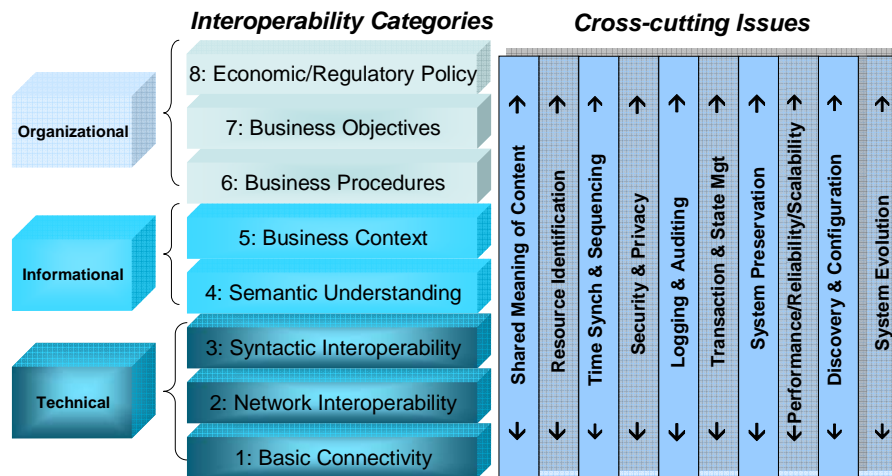 Interoperability Categories
Cross-cutting Issues
Organizational
8: Economic/Regulatory Policy
7: Business Objectives
6: Business Procedures
Informational
5: Business Context
4: Semantic Understanding
Technical
3: Syntactic Interoperability
2: Network Interoperability
1: Basic Connectivity
Shared Meaning of Content
Resource Identification
Time Synch & Sequencing
Security & Privacy
Logging & Auditing
Transaction & State Mgt
System Preservation
Performance/Reliability/Scalability
Discovery & Configuration
System Evolution